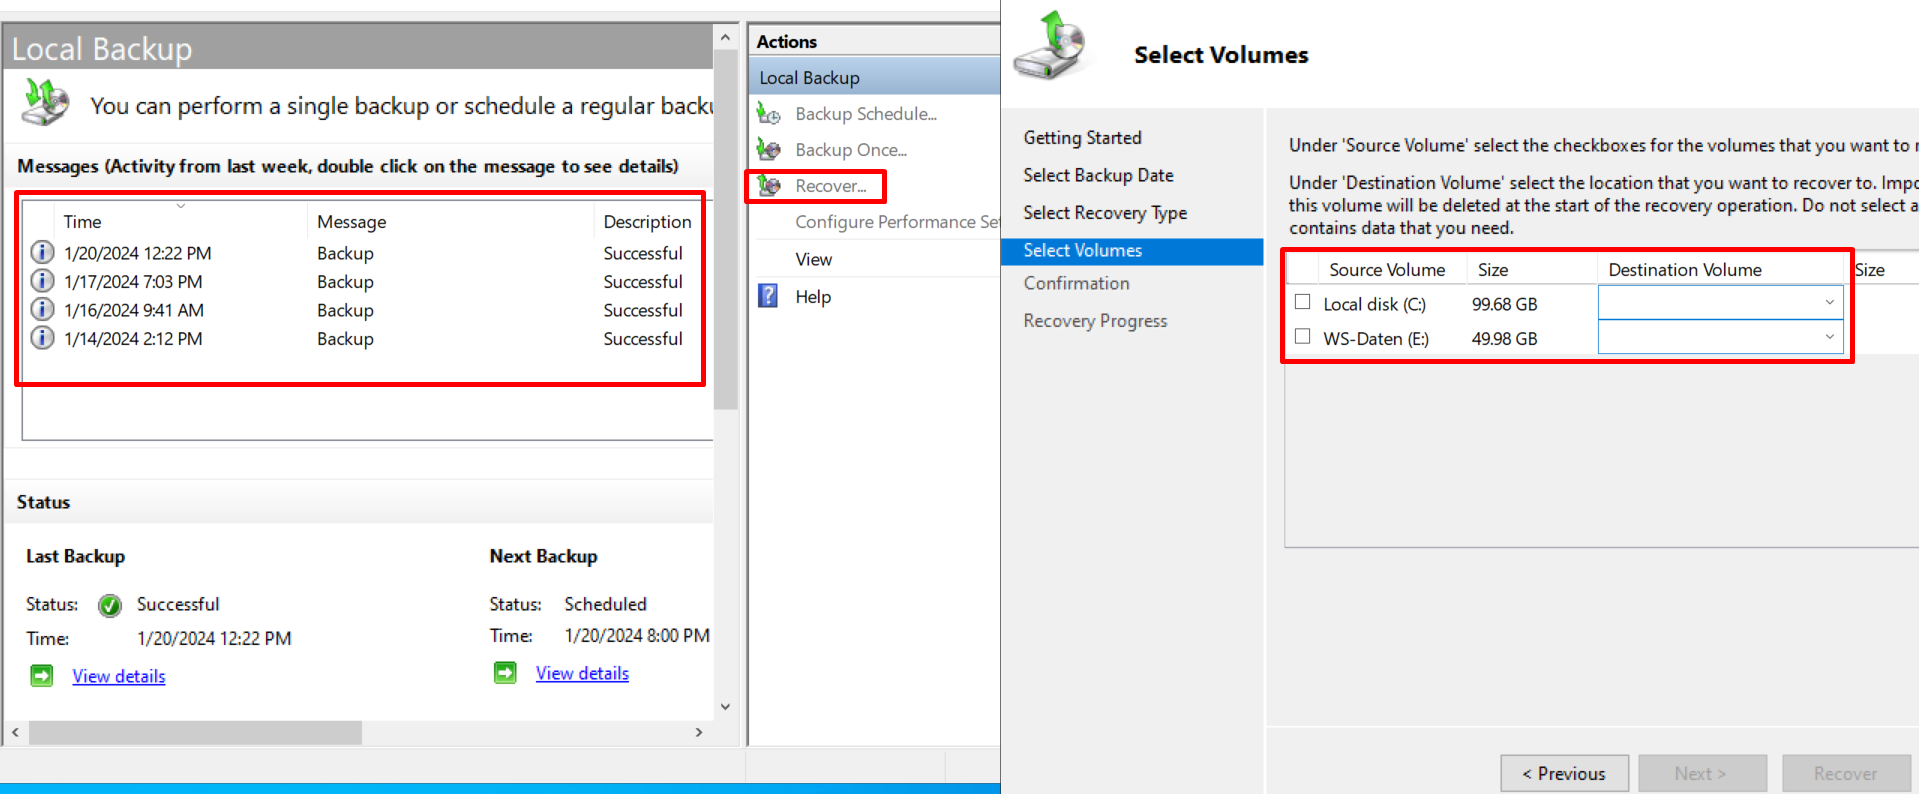 Local Backup
You can perform a single backup or schedule a regular
Messages (Activity from last week, double click on the message to see details)
Time Message Description
1/20/2024 12:22 PM Backup Successful
1/17/2024 7:03 PM Backup Successful
1/16/2024 9:41 AM Backup Successful
1/14/2024 2:12 PM Backup Successful
Status
Last Backup
Status: Successful
Time: 1/20/2024 12:22 PM
View details
Next Backup
Status: Scheduled
Time: 1/20/2024 8:00 PM
View details
Actions
Local Backup
Backup Schedule...
Backup Once...
Recover...
Configure Performance
View
Help
Select Volumes
Getting Started
Select Backup Date
Select Recovery Type
Select Volumes
Confirmation
Recovery Progress
Under 'Source Volume' select the checkboxes for the volumes that you want to
Under 'Destination Volume' select the location that you want to recover to.
this volume will be deleted at the start of the recovery operation. Do not select a
contains data that you need.
Source Volume Size Destination Volume Size
Local disk (C:) 99.68 GB
WS-Daten (E:) 49.98 GB
< Previous Next > Recover